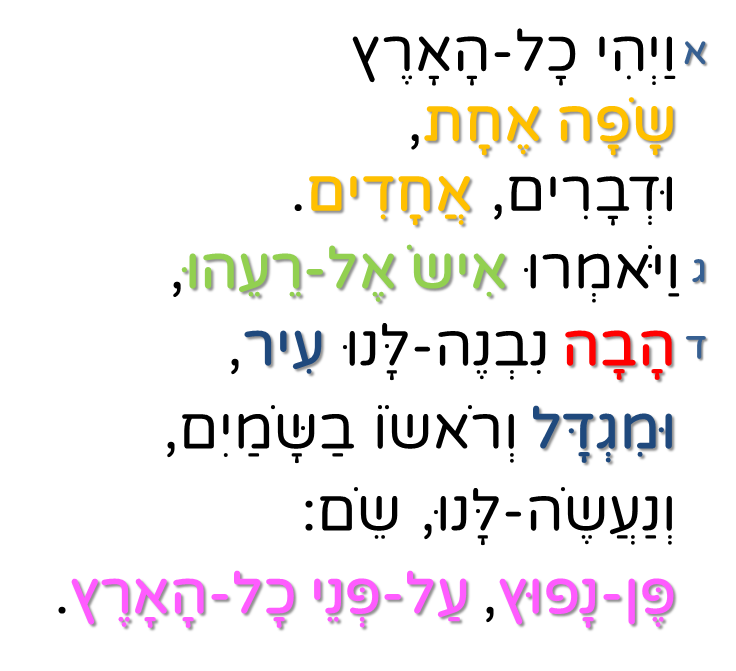 א וַיְהִי כָל-הָאָרֶץ
שָׂפָה אֶחָת,
וּדְבָרִים, אֲחָדִים.
ג וַיֹּאמְרוּ אִישׁ אֶל-רֵעֵהוּ,
ד הָבָה נִבְנֶה-לָּנוּ עִיר,
וּמִגְדָּל וְרֹאשׁוֹ בַשָּׁמַיִם,
וְנַעֲשֶׂה-לָּנוּ, שֵׁם:
פֶּן-נָפוּץ, עַל-פְּנֵי כָל-הָאָרֶץ.